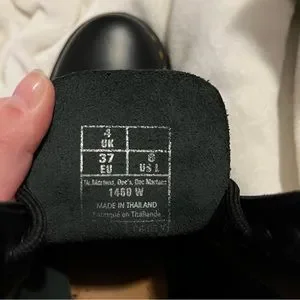 4
UK
37 6
EU US L
Dr. Martens, Doc's, Doc Martens
1460 W
MADE IN THAILAND
Fabriqué en Thaïlande